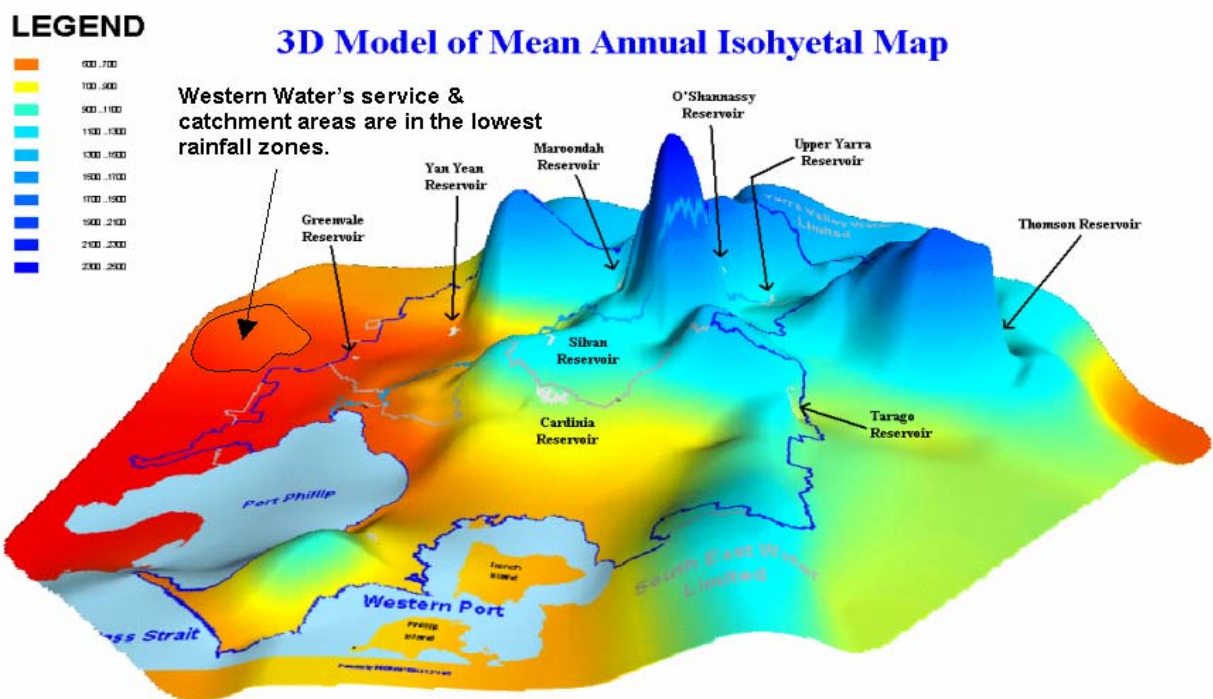 LEGEND
3D Model of Mean Annual Isohyetal Map
600..700
700..900
900..1100
1100..1300
1300..1500
1500..1700
1700..1900
1900..2100
2100..2300
2300..2500
Western Water's service &
catchment areas are in the lowest
rainfall zones.
O'Shannassy
Reservoir
Maroondah
Reservoir
Upper Yarra
Reservoir
Yan Yean
Reservoir
Greenvale
Reservoir
Yarra Valley Water
Limited
Thomson Reservoir
Silvan
Reservoir
Cardinia
Reservoir
Tarago
Reservoir
Port Phillip
South East Water
Limited
French
Island
Western Port
Phillip
Island
ass Strait